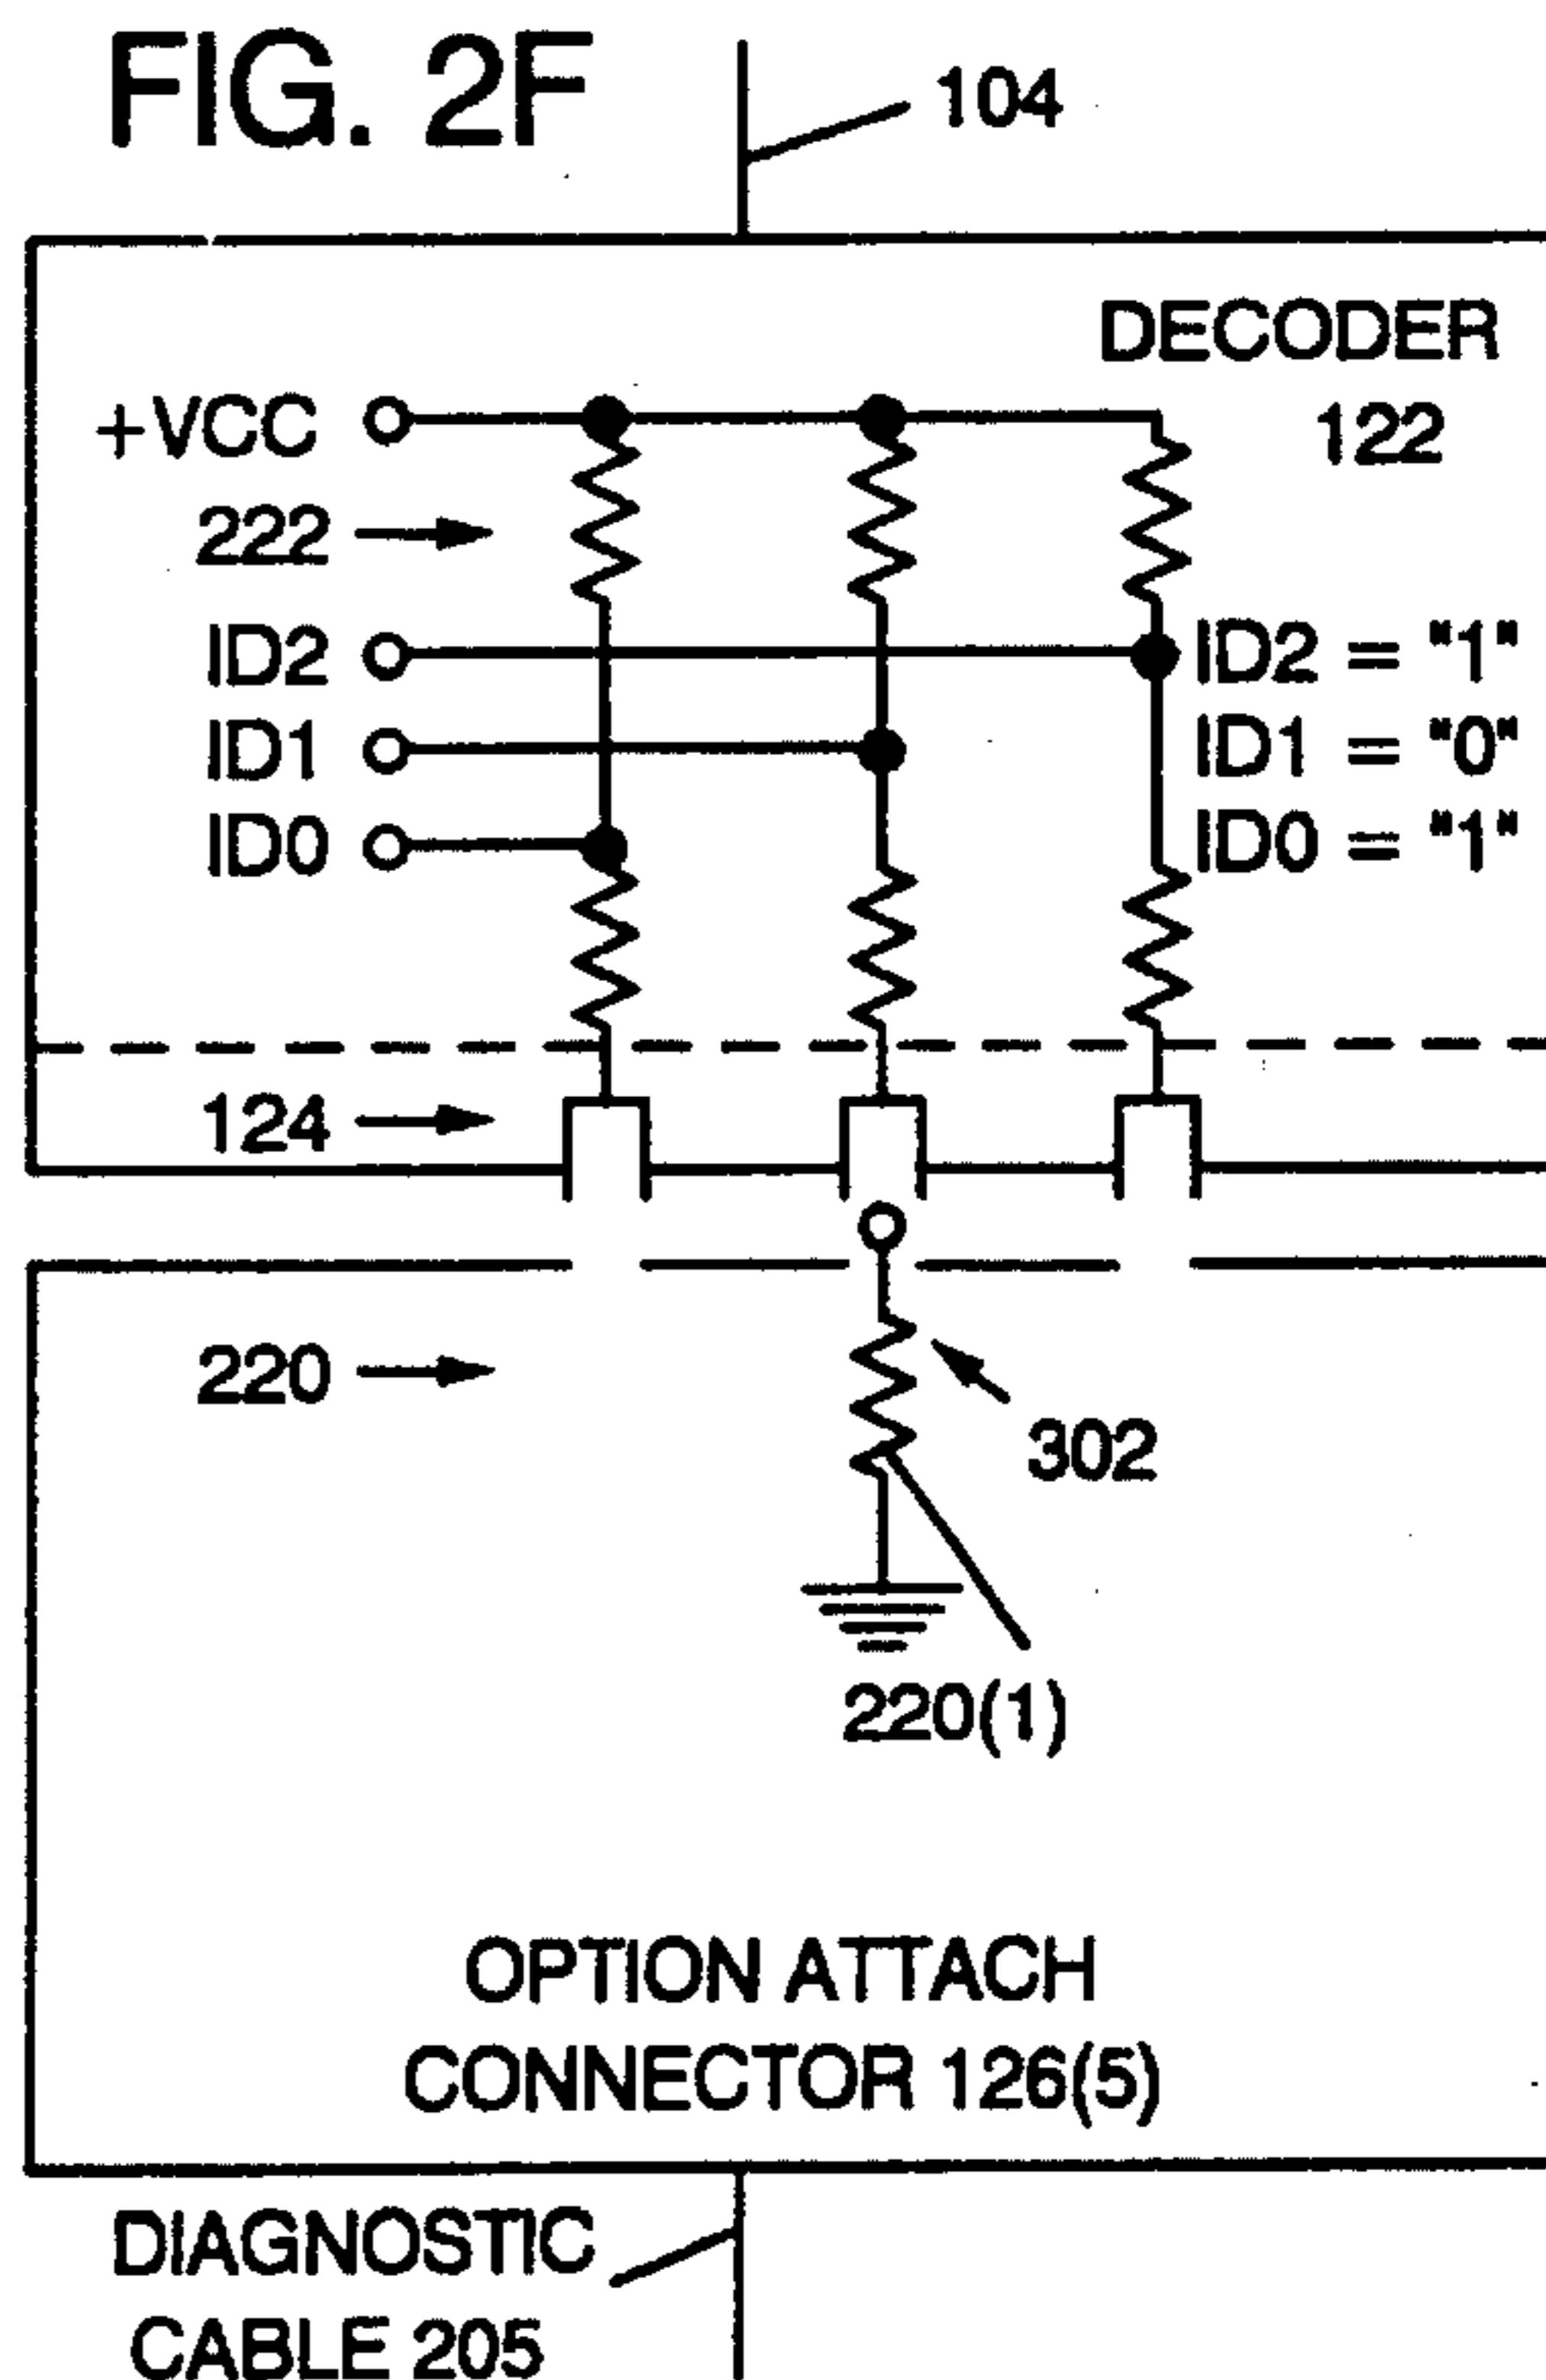 FIG. 2F
104
DECODER
122
+VCC
222
ID2
ID2 = "1"
ID1
ID1 = "0"
ID0
ID0 = "1"
124
220
302
220(1)
OPTION ATTACH
CONNECTOR 126(5)
DIAGNOSTIC
CABLE 205